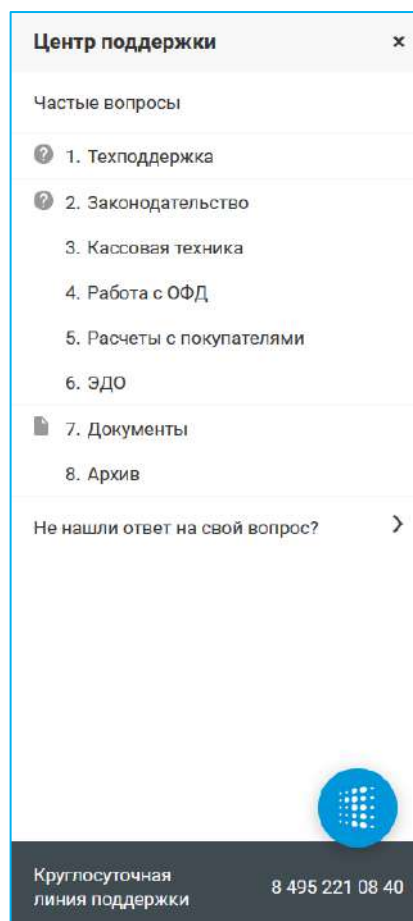 Центр поддержки ×
Частые вопросы
? 1. Техподдержка
? 2. Законодательство
3. Кассовая техника
4. Работа с ОФД
5. Расчеты с покупателями
6. ЭДО
7. Документы
8. Архив
Не нашли ответ на свой вопрос?
Круглосуточная
линия поддержки 8 495 221 08 40